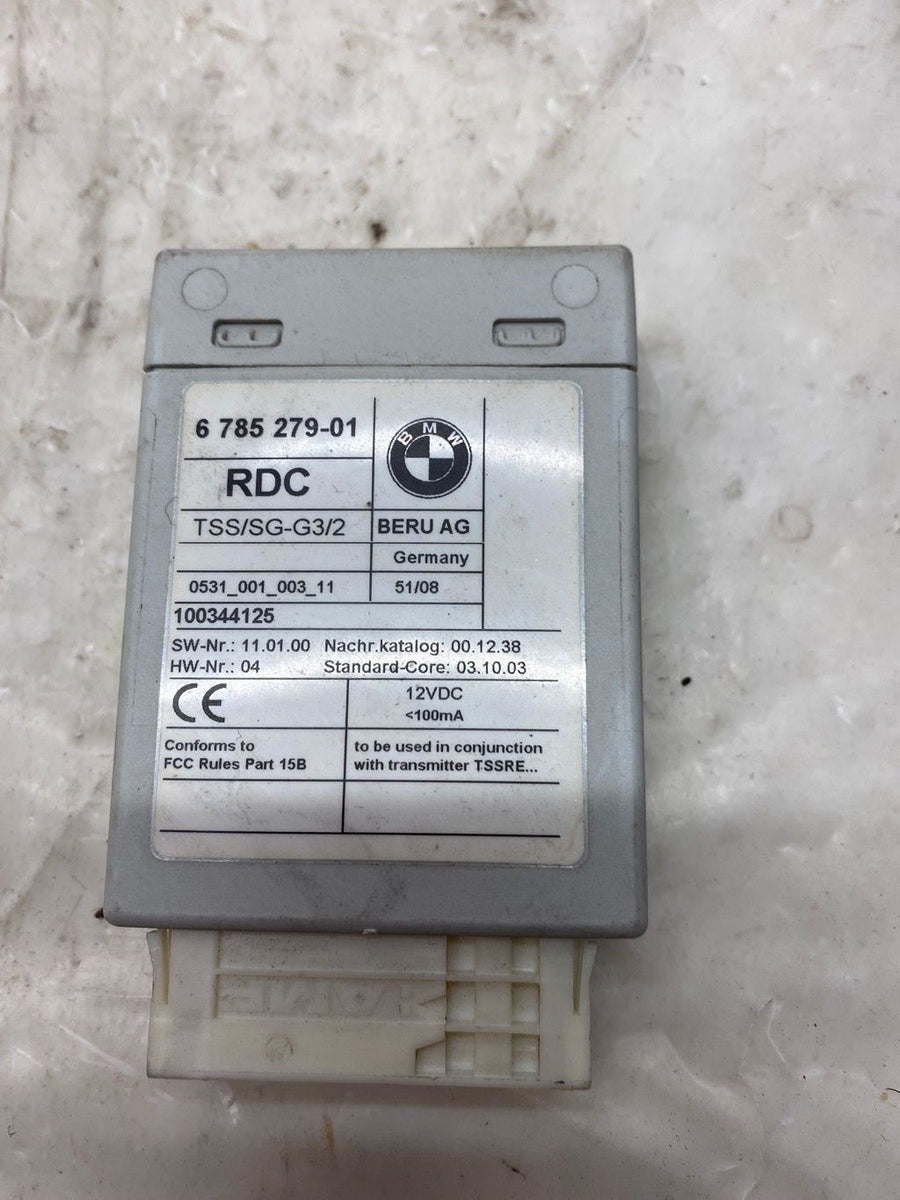 6 785 279-01
BMW
RDC
TSS/SG-G3/2 BERU AG
Germany
0531_001_003_11 51/08
100344125
SW-Nr.: 11.01.00 Nachr.katalog: 00.12.38
HW-Nr.: 04 Standard-Core: 03.10.03
CE 12VDC
<100mA
Conforms to to be used in conjunction
FCC Rules Part 15B with transmitter TSSRE...